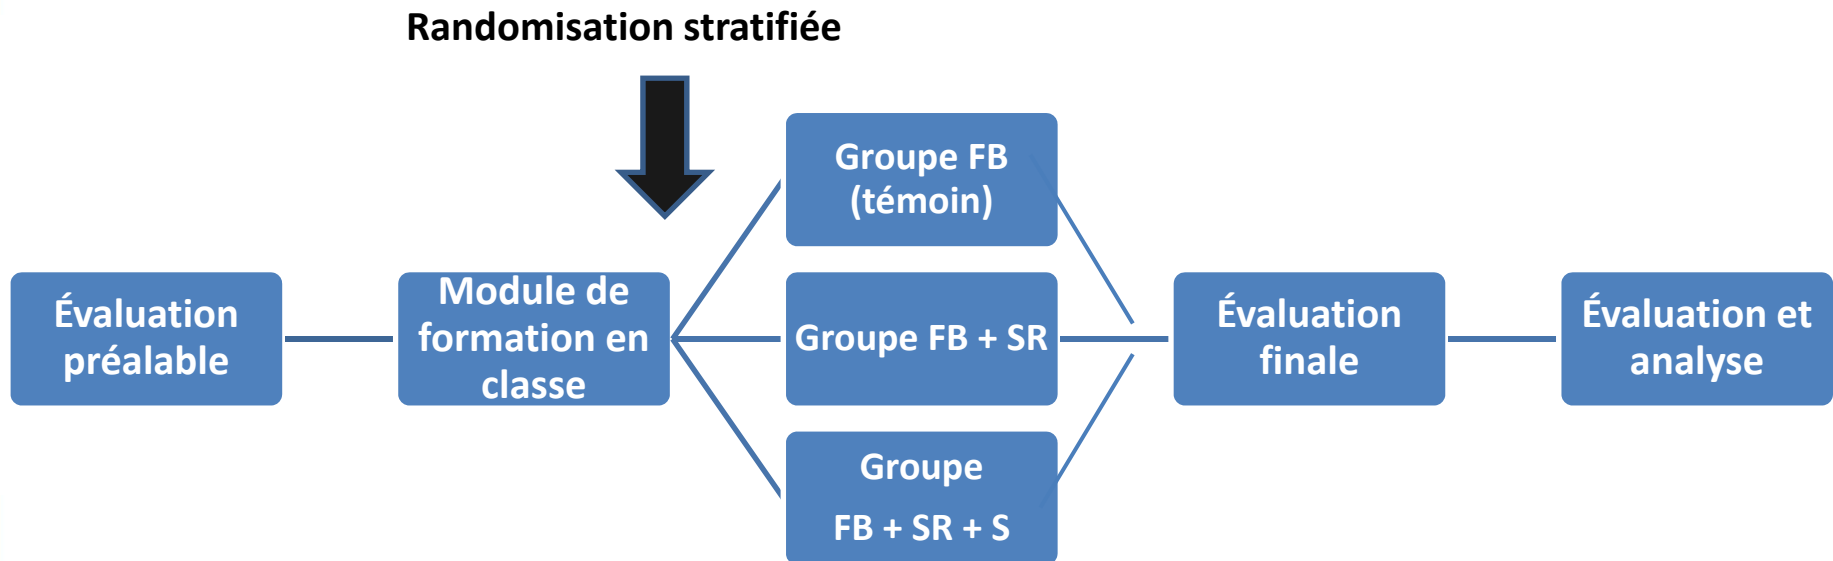 Randomisation stratifiée
Évaluation
préalable
Module de
formation en
classe
Groupe FB
(témoin)
Groupe FB + SR
Groupe
FB + SR + S
Évaluation
finale
Évaluation et
analyse